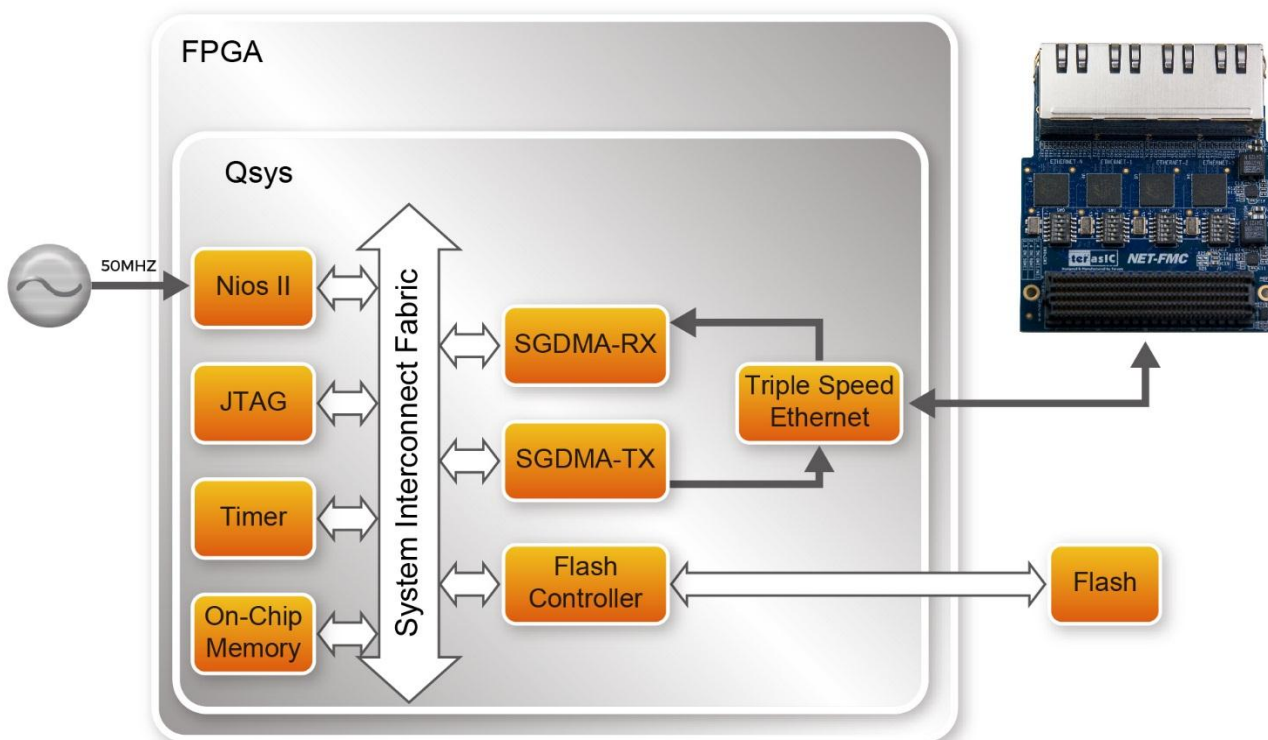 FPGA
Qsys
50MHZ
Nios II
JTAG
Timer
On-Chip
Memory
System Interconnect Fabric
SGDMA-RX
SGDMA-TX
Flash
Controller
Triple Speed
Ethernet
Flash
terasIC
NET-FMC